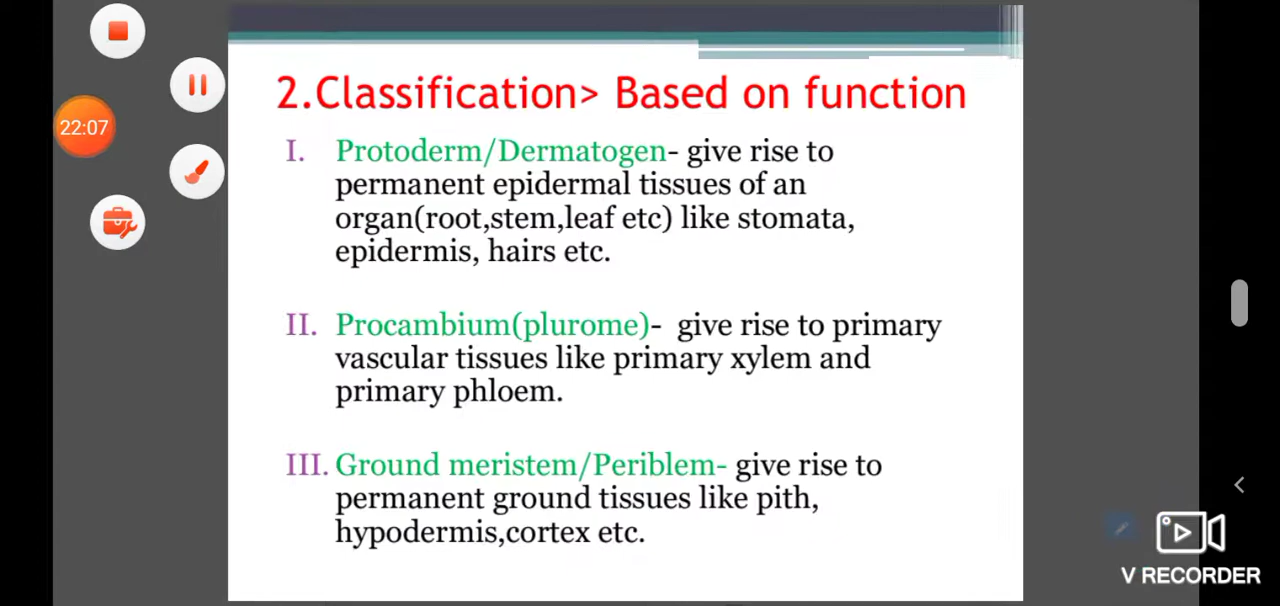 22:07
2.Classification> Based on function
I. Protoderm/Dermatogen- give rise to
permanent epidermal tissues of an
organ(root,stem,leaf etc) like stomata,
epidermis, hairs etc.
II. Procambium(plurome)- give rise to primary
vascular tissues like primary xylem and
primary phloem.
III. Ground meristem/Periblem- give rise to
permanent ground tissues like pith,
hypodermis,cortex etc.
V RECORDER